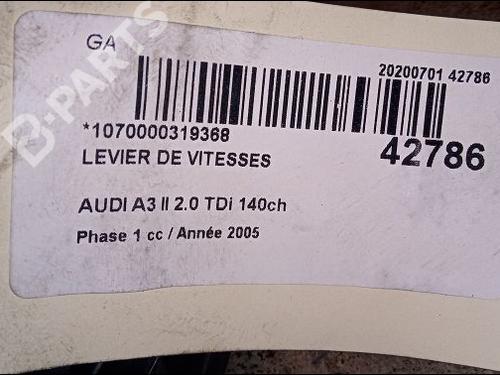 GA
20200701 42786
*1070000319368
42786
LEVIER DE VITESSES
AUDI A3 II 2.0 TDi 140ch
Phase 1 cc / Année 2005
B-PARTS